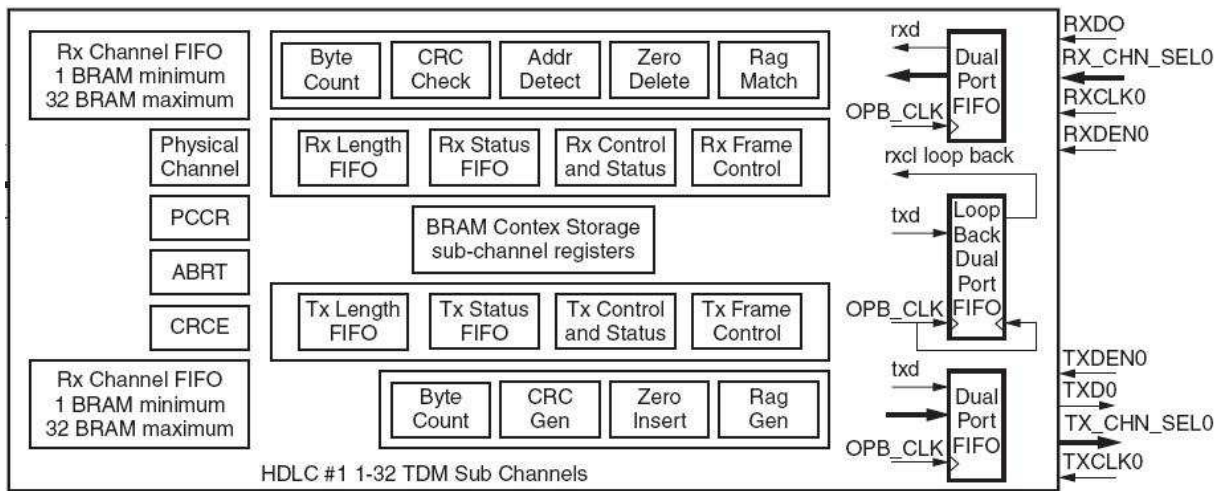 Rx Channel FIFO
1 BRAM minimum
32 BRAM maximum
Byte
Count
CRC
Check
Addr
Detect
Zero
Delete
Rag
Match
rxd
Dual
Port
FIFO
OPB_CLK
RXDO
RX_CHN_SEL0
RXCLK0
RXDEN0
Physical
Channel
Rx Length
FIFO
Rx Status
FIFO
Rx Control
and Status
Rx Frame
Control
rxcl loop back
PCCR
BRAM Contex Storage
sub-channel registers
txd
Loop
Back
Dual
Port
FIFO
OPB_CLK
ABRT
CRCE
Tx Length
FIFO
Tx Status
FIFO
Tx Control
and Status
Tx Frame
Control
Rx Channel FIFO
1 BRAM minimum
32 BRAM maximum
Byte
Count
CRC
Gen
Zero
Insert
Rag
Gen
txd
Dual
Port
FIFO
OPB_CLK
TXDEN0
TXD0
TX_CHN_SEL0
TXCLK0
HDLC #1 1-32 TDM Sub Channels